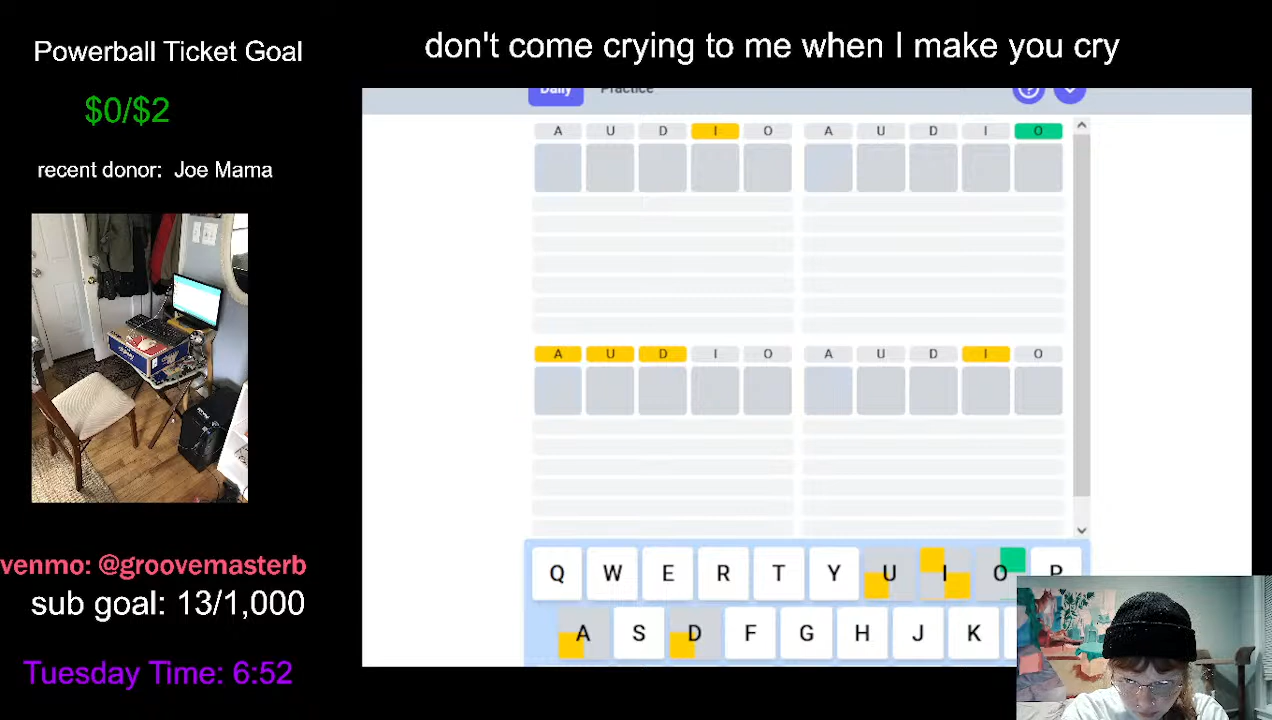 don't come crying to me when I make you cry
Powerball Ticket Goal
$0/$2
recent donor: Joe Mama
Daily Practice
A U D I O A U D I O
A U D I O A U D I O
Q W E R T Y U I O P
A S D F G H J K
venmo: @groovemasterb
sub goal: 13/1,000
Tuesday Time: 6:52